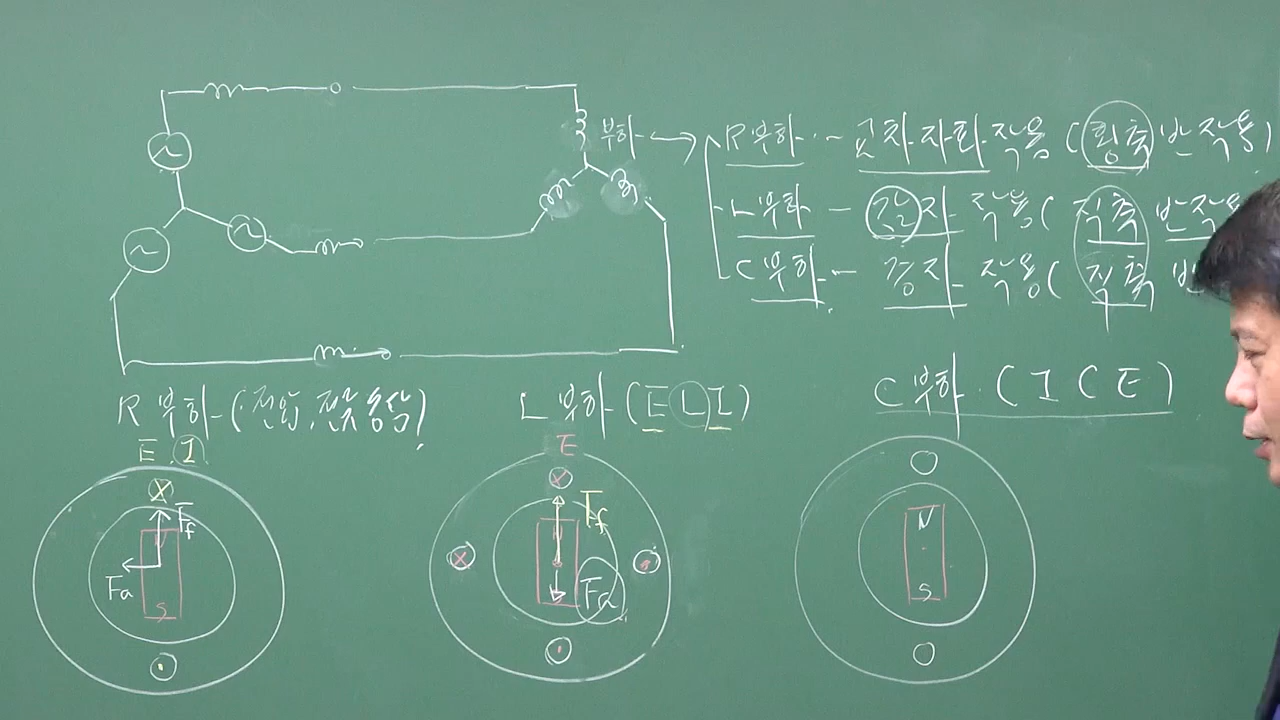 부하 → R부하 … 교차자화작용 (횡축반작용)
L부하 - 감자 작용 ( 직축 반작용
C부하 - 증자 작용 ( 직축 반
R 부하 (전압.전류동상)
E I
Ff
Fa
S
L 부하 (E L I)
E
Ff
N
Fa
C부하. (I C E)
N
S